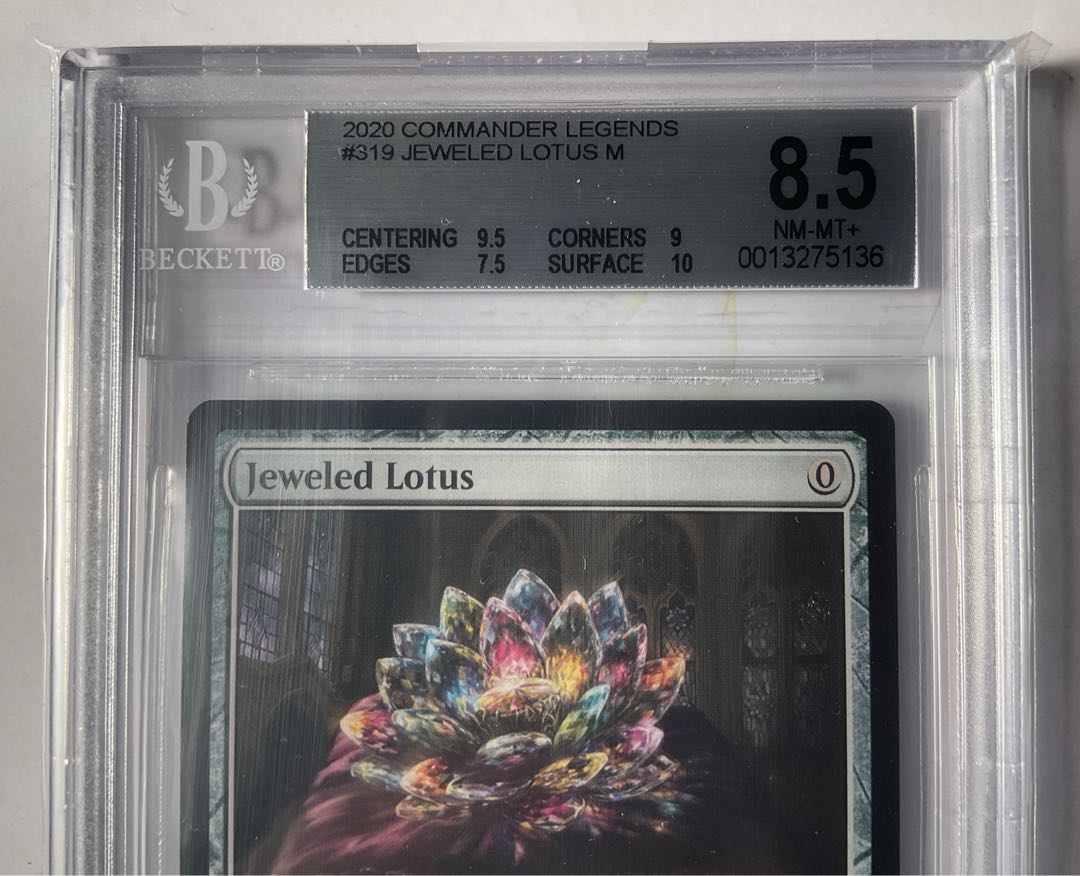 B
BECKETT®
2020 COMMANDER LEGENDS
#319 JEWELED LOTUS M
8.5
NM-MT+
CENTERING 9.5 CORNERS 9
EDGES 7.5 SURFACE 10
0013275136
Jeweled Lotus 0